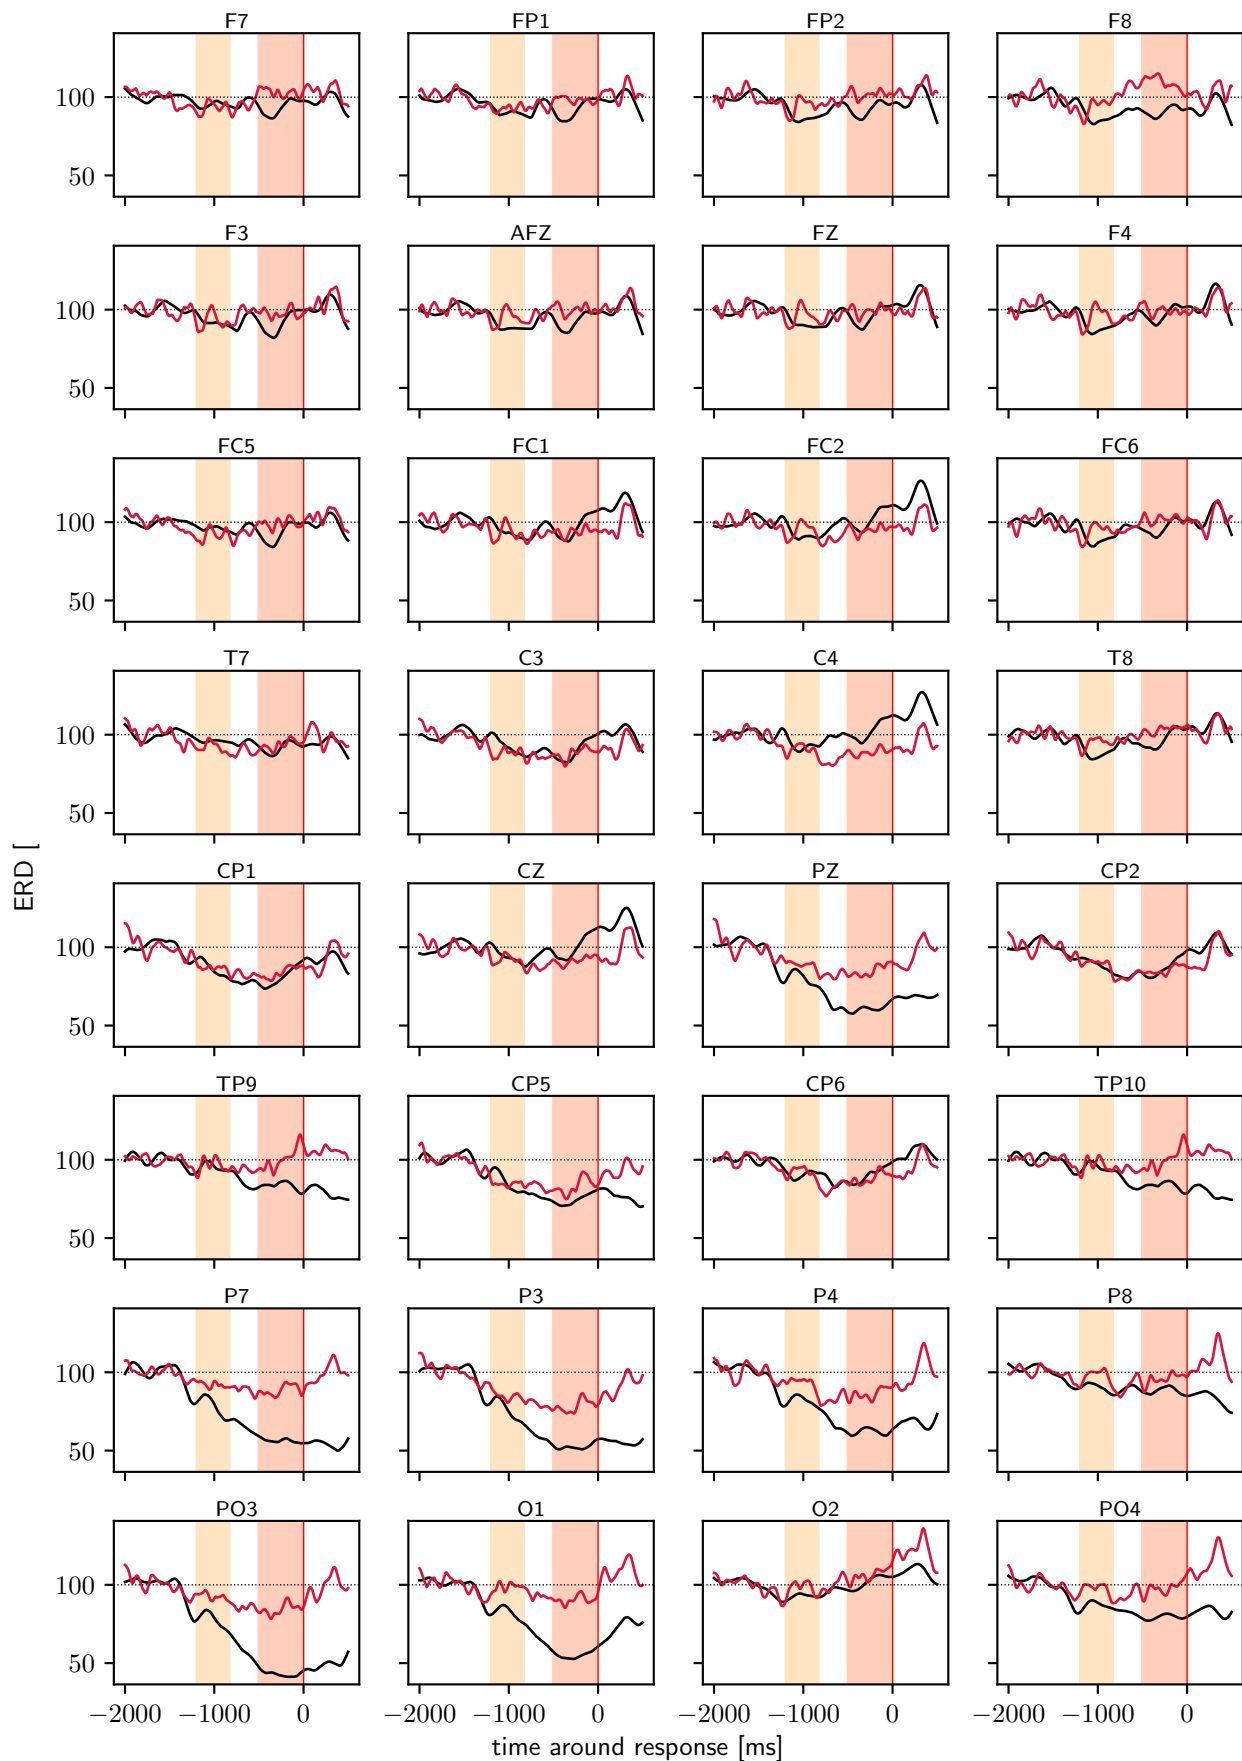 F7 FP1 FP2 F8
100
50
F3 AFZ FZ F4
100
50
FC5 FC1 FC2 FC6
100
50
T7 C3 C4 T8
100
50
ERD [
CP1 CZ PZ CP2
100
50
TP9 CP5 CP6 TP10
100
50
P7 P3 P4 P8
100
50
PO3 O1 O2 PO4
100
50
−2000 −1000 0 −2000 −1000 0 −2000 −1000 0 −2000 −1000 0
time around response [ms]